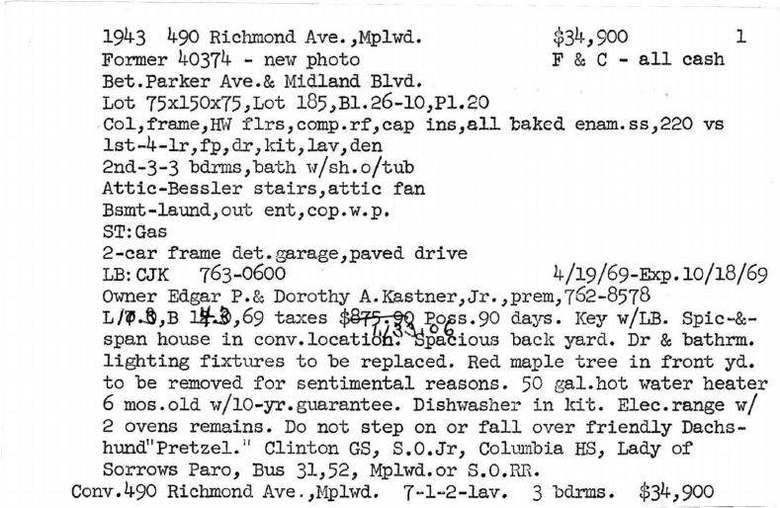 1943 490 Richmond Ave.,Mplwd. $34,900 1
Former 40374 - new photo F & C - all cash
Bet.Parker Ave.& Midland Blvd.
Lot 75x150x75,Lot 185,Bl.26-10,Pl.20
Col,frame,HW flrs,comp.rf,cap ins,all baked enam.ss,220 vs
1st-4-lr,fp,dr,kit,lav,den
2nd-3-3 bdrms,bath w/sh.o/tub
Attic-Bessler stairs,attic fan
Bsmt-laund,out ent,cop.w.p.
ST:Gas
2-car frame det.garage,paved drive
LB:CJK 763-0600 4/19/69-Exp.10/18/69
Owner Edgar P.& Dorothy A.Kastner,Jr.,prem,762-8578
L/,B ,69 taxes $875.90 1,133.06 Poss.90 days. Key w/LB. Spic-&-
span house in conv.location. Spacious back yard. Dr & bathrm.
lighting fixtures to be replaced. Red maple tree in front yd.
to be removed for sentimental reasons. 50 gal.hot water heater
6 mos.old w/10-yr.guarantee. Dishwasher in kit. Elec.range w/
2 ovens remains. Do not step on or fall over friendly Dachs-
hund"Pretzel." Clinton GS, S.O.Jr, Columbia HS, Lady of
Sorrows Paro, Bus 31,52, Mplwd.or S.O.RR.
Conv.490 Richmond Ave.,Mplwd. 7-1-2-lav. 3 bdrms. $34,900